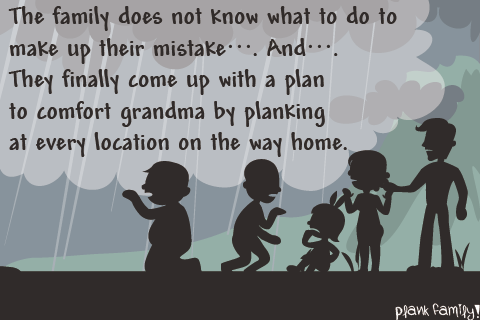 The family does not know what to do to
make up their mistake···. And···.
They finally come up with a plan
to comfort grandma by planking
at every location on the way home.
plank family!